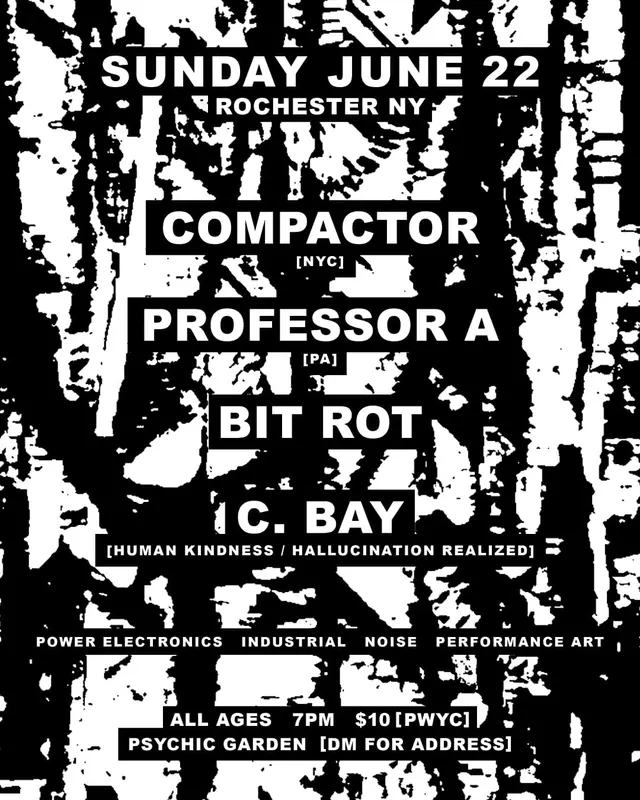 SUNDAY JUNE 22
ROCHESTER NY
COMPACTOR
[NYC]
PROFESSOR A
[PA]
BIT ROT
C. BAY
[HUMAN KINDNESS / HALLUCINATION REALIZED]
POWER ELECTRONICS INDUSTRIAL NOISE PERFORMANCE ART
ALL AGES 7PM $10 [PWYC]
PSYCHIC GARDEN [DM FOR ADDRESS]